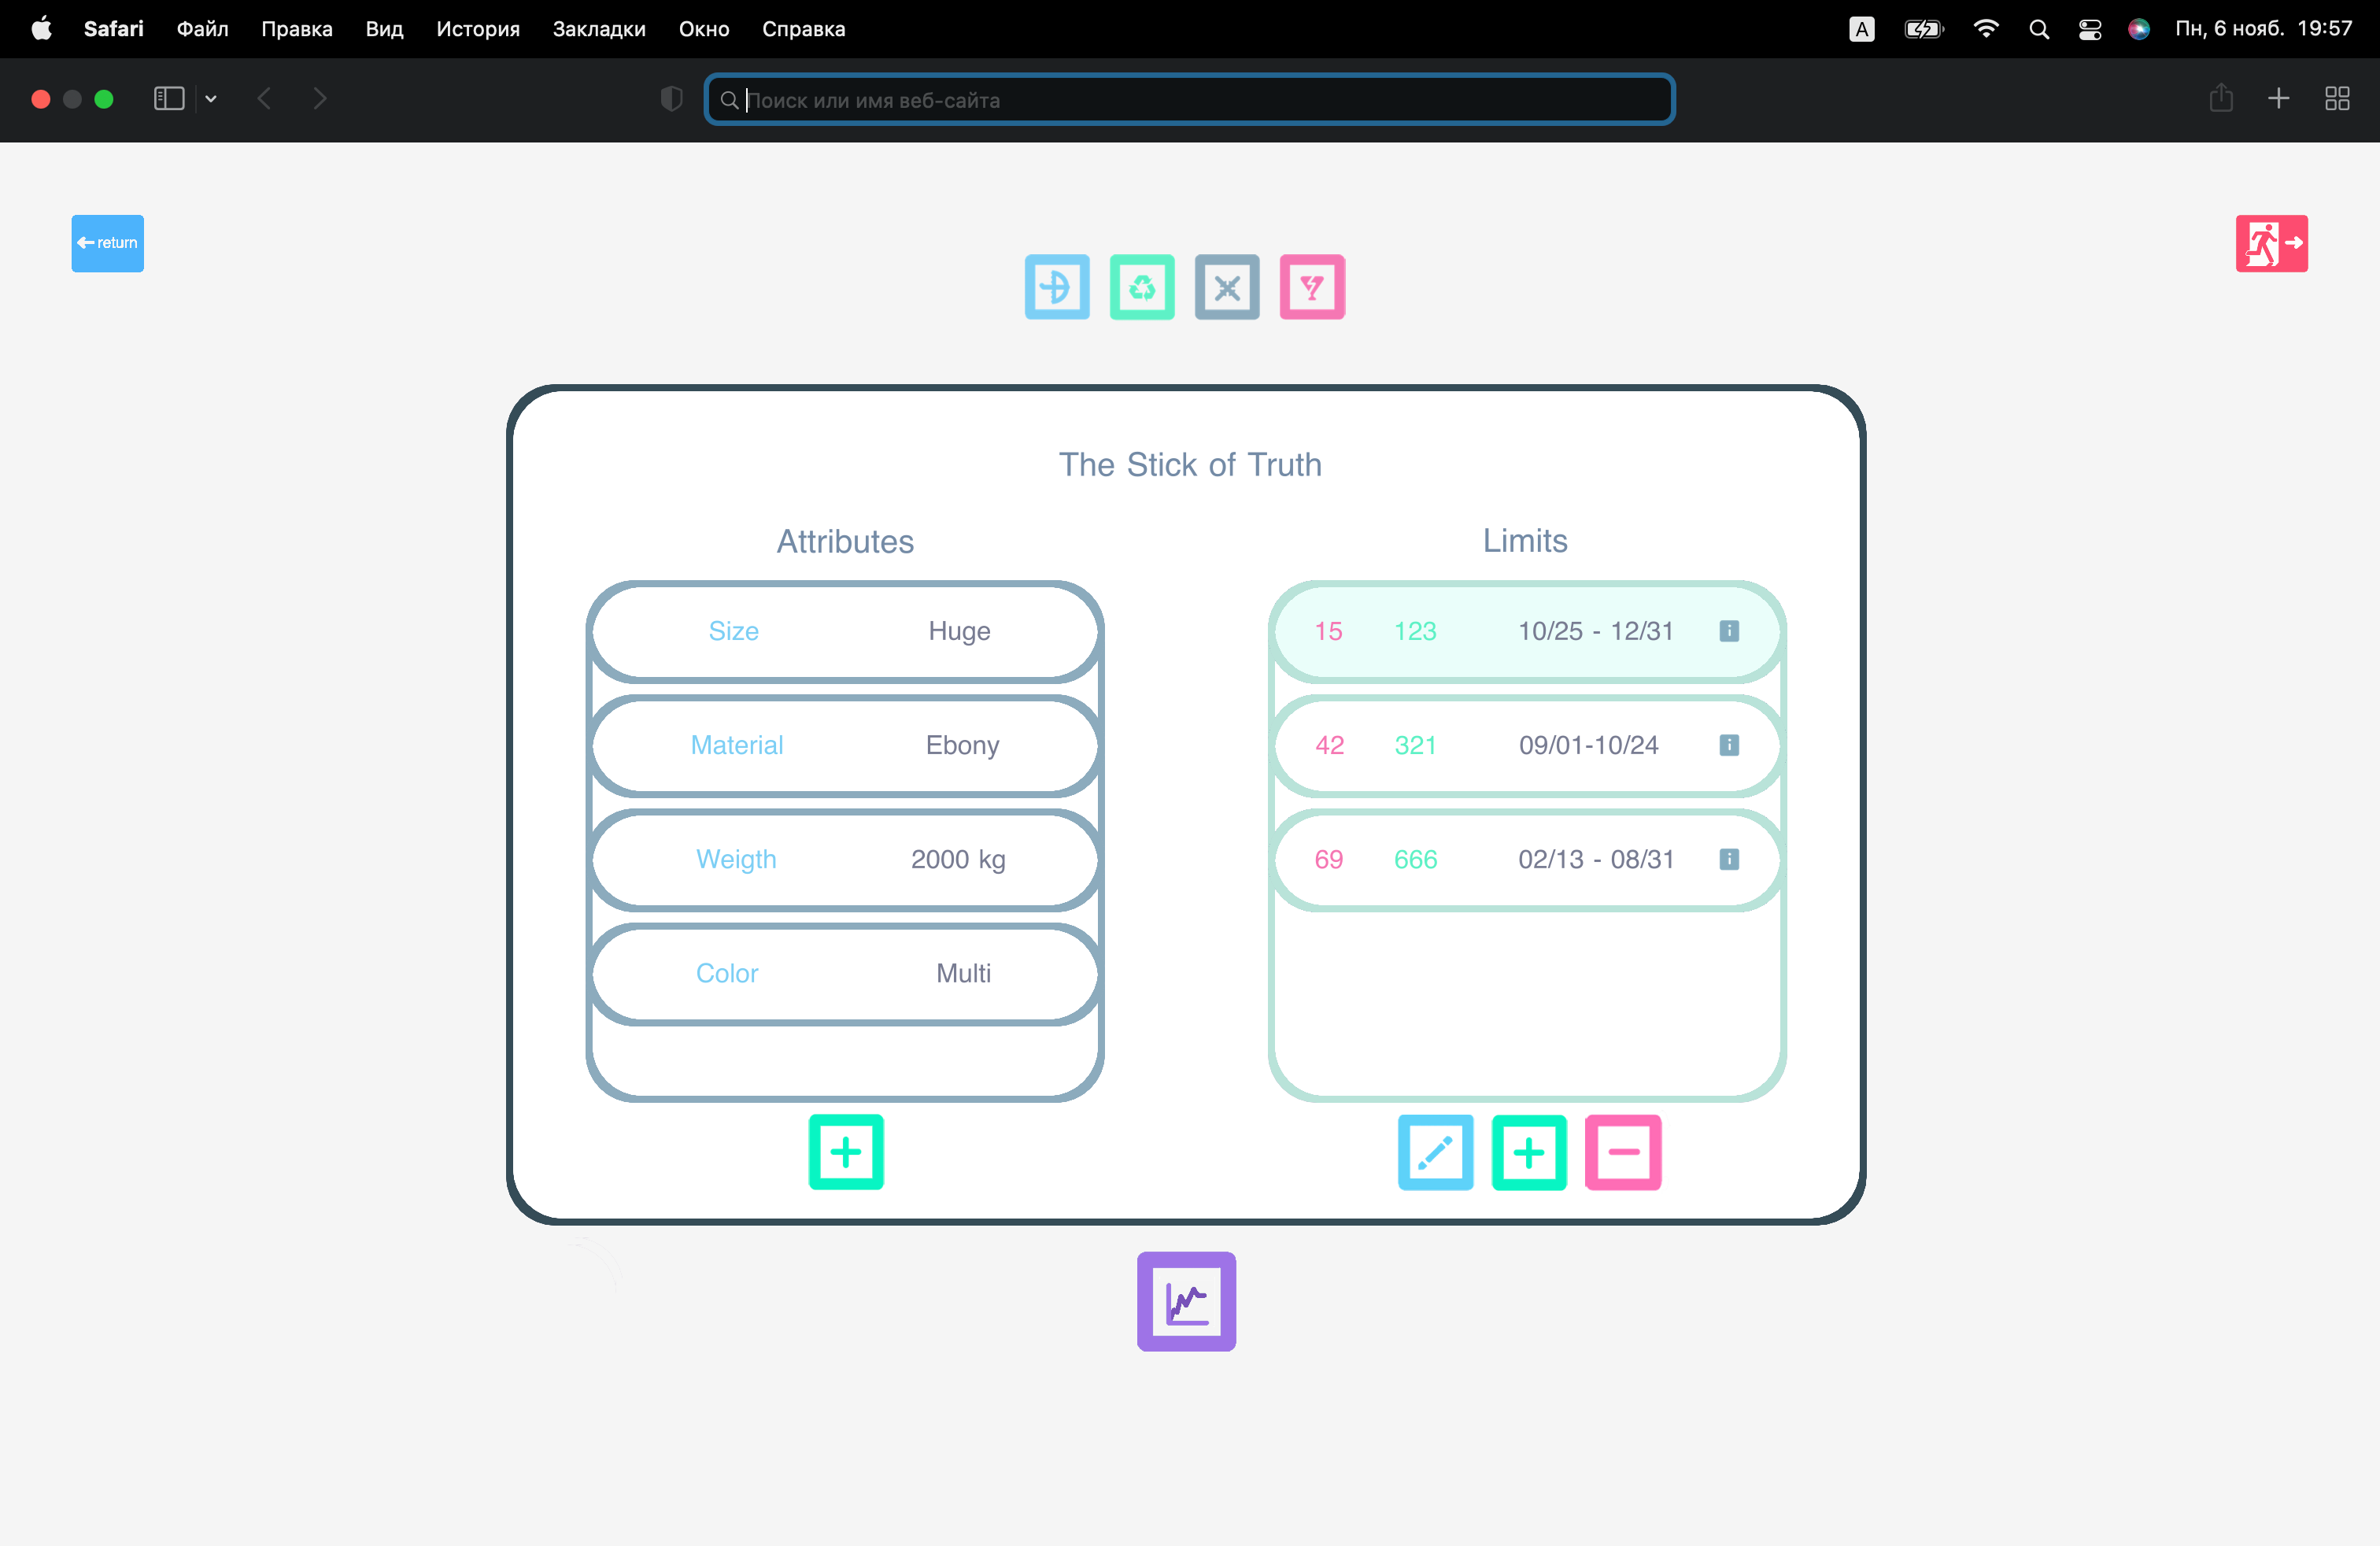 Safari Файл Правка Вид История Закладки Окно Справка A Пн, 6 нояб. 19:57
Поиск или имя веб-сайта
return
The Stick of Truth
Attributes
Size Huge
Material Ebony
Weigth 2000 kg
Color Multi
Limits
15 123 10/25 - 12/31 i
42 321 09/01-10/24 i
69 666 02/13 - 08/31 i